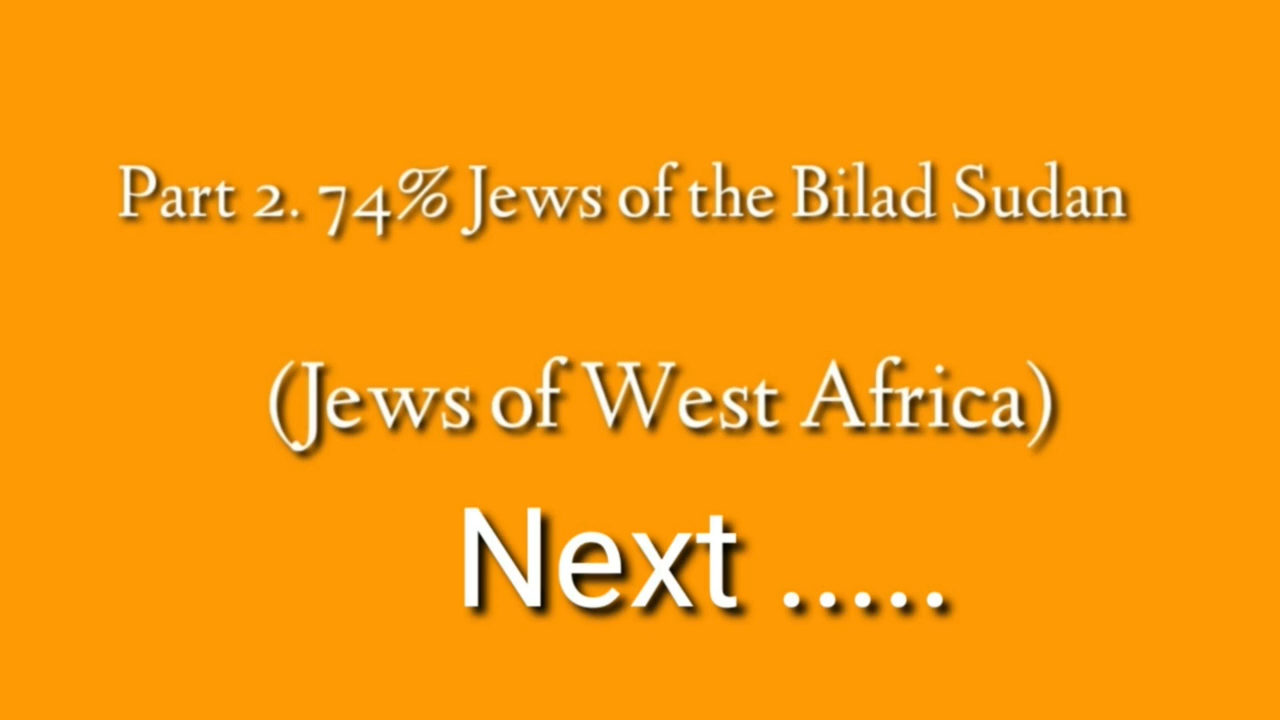 Part 2. 74% Jews of the Bilad Sudan
(Jews of West Africa)
Next .....